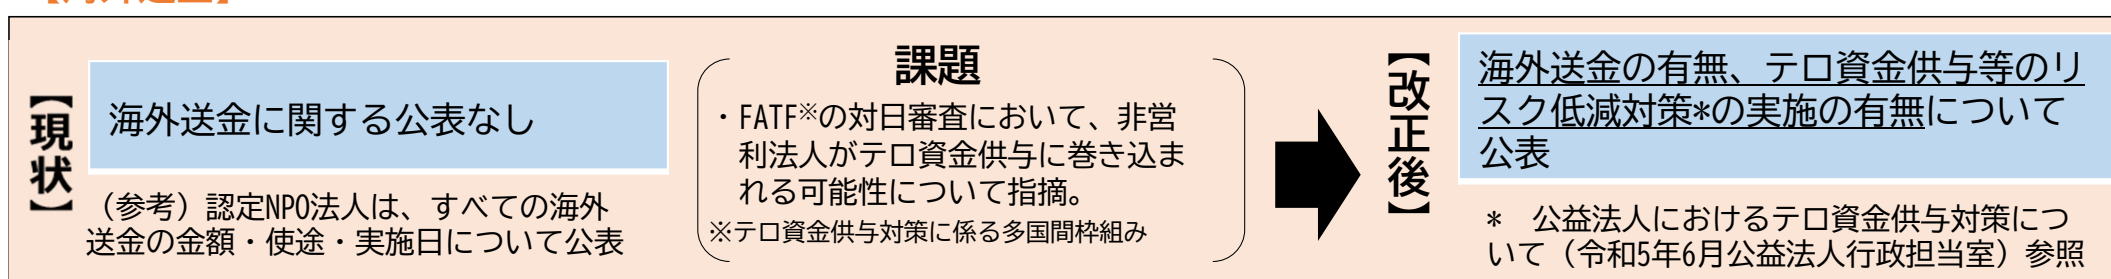 【現状】
海外送金に関する公表なし
（参考）認定NPO法人は、すべての海外
送金の金額・使途・実施日について公表
課題
・FATF※の対日審査において、非営
利法人がテロ資金供与に巻き込ま
れる可能性について指摘。
※テロ資金供与対策に係る多国間枠組み
【改正後】
海外送金の有無、テロ資金供与等のリ
スク低減対策*の実施の有無について
公表
* 公益法人におけるテロ資金供与対策につ
いて（令和5年6月公益法人行政担当室）参照